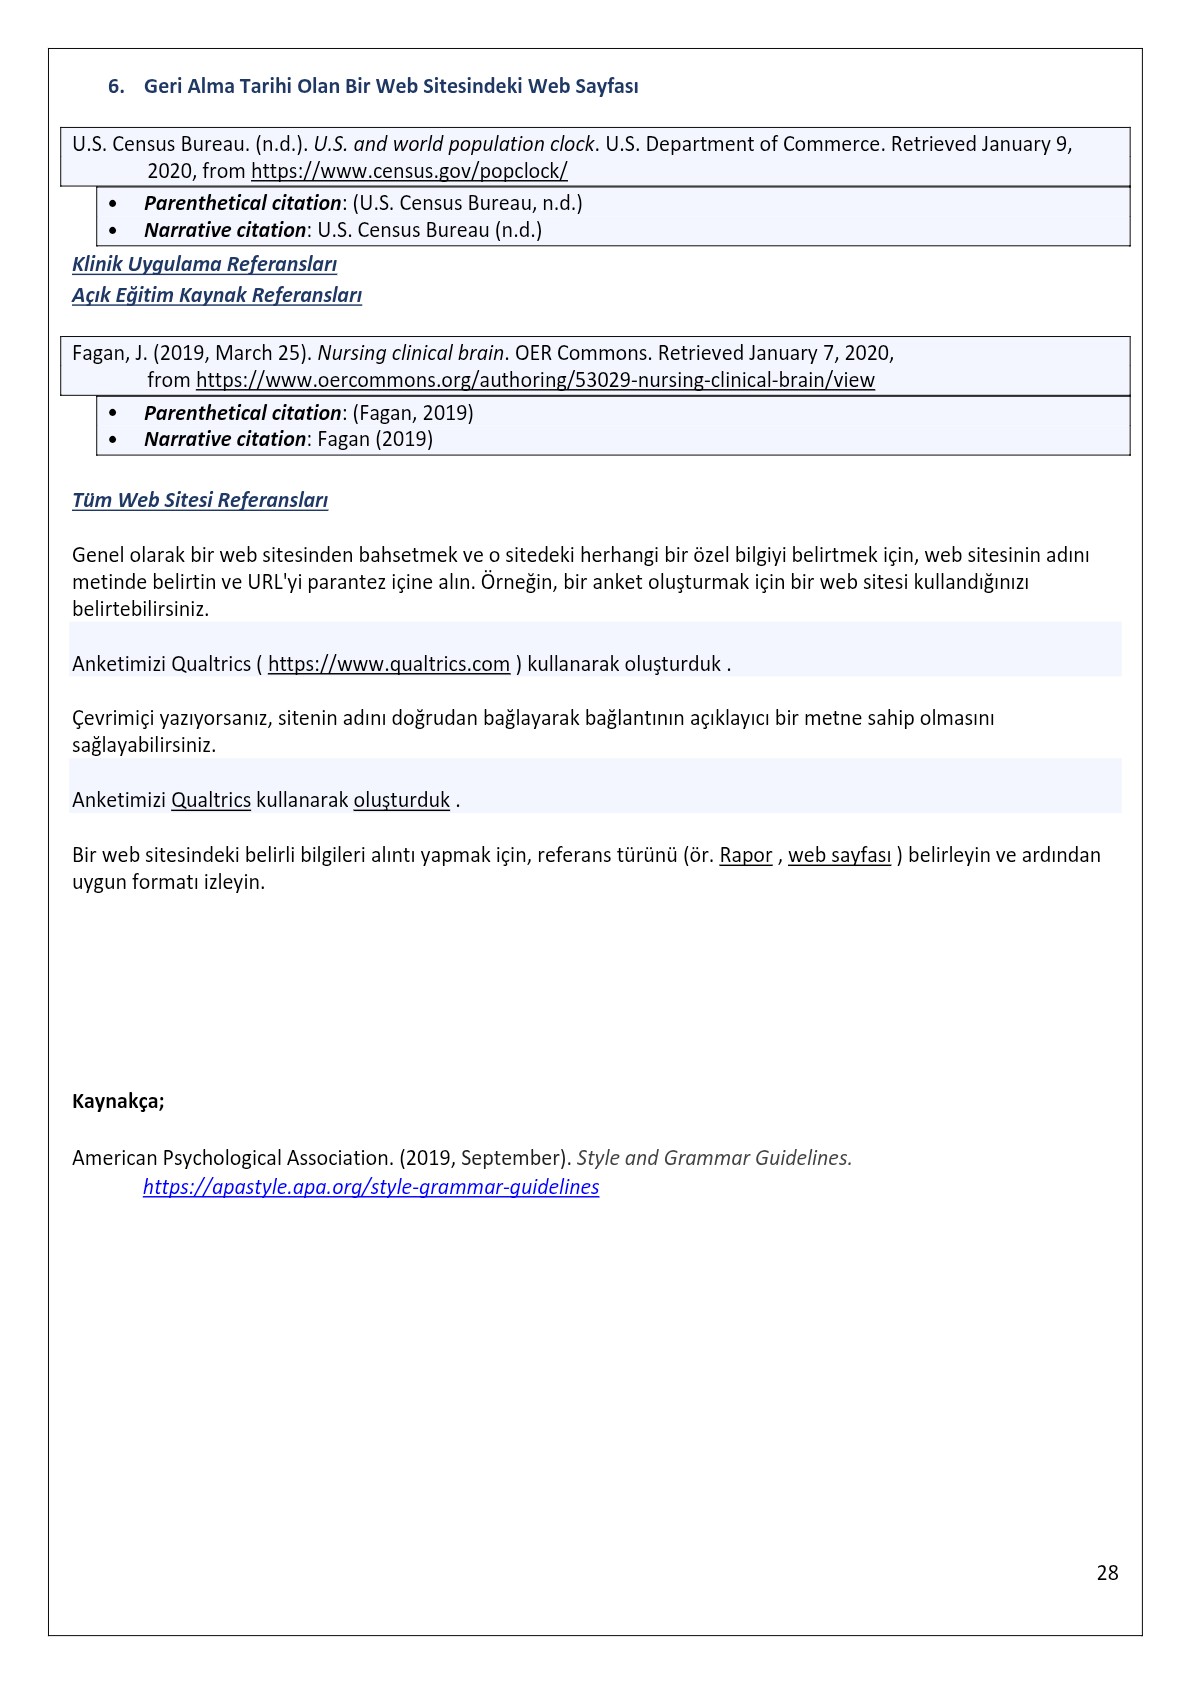 6. Geri Alma Tarihi Olan Bir Web Sitesindeki Web Sayfası
U.S. Census Bureau. (n.d.). U.S. and world population clock. U.S. Department of Commerce. Retrieved January 9,
2020, from https://www.census.gov/popclock/
• Parenthetical citation: (U.S. Census Bureau, n.d.)
• Narrative citation: U.S. Census Bureau (n.d.)
Klinik Uygulama Referansları
Açık Eğitim Kaynak Referansları
Fagan, J. (2019, March 25). Nursing clinical brain. OER Commons. Retrieved January 7, 2020,
from https://www.oercommons.org/authoring/53029-nursing-clinical-brain/view
• Parenthetical citation: (Fagan, 2019)
• Narrative citation: Fagan (2019)
Tüm Web Sitesi Referansları
Genel olarak bir web sitesinden bahsetmek ve o sitedeki herhangi bir özel bilgiyi belirtmek için, web sitesinin adını
metinde belirtin ve URL'yi parantez içine alın. Örneğin, bir anket oluşturmak için bir web sitesi kullandığınızı
belirtebilirsiniz.
Anketimizi Qualtrics ( https://www.qualtrics.com ) kullanarak oluşturduk .
Çevrimiçi yazıyorsanız, sitenin adını doğrudan bağlayarak bağlantının açıklayıcı bir metne sahip olmasını
sağlayabilirsiniz.
Anketimizi Qualtrics kullanarak oluşturduk .
Bir web sitesindeki belirli bilgileri alıntı yapmak için, referans türünü (ör. Rapor , web sayfası ) belirleyin ve ardından
uygun formatı izleyin.
Kaynakça;
American Psychological Association. (2019, September). Style and Grammar Guidelines.
https://apastyle.apa.org/style-grammar-guidelines
28